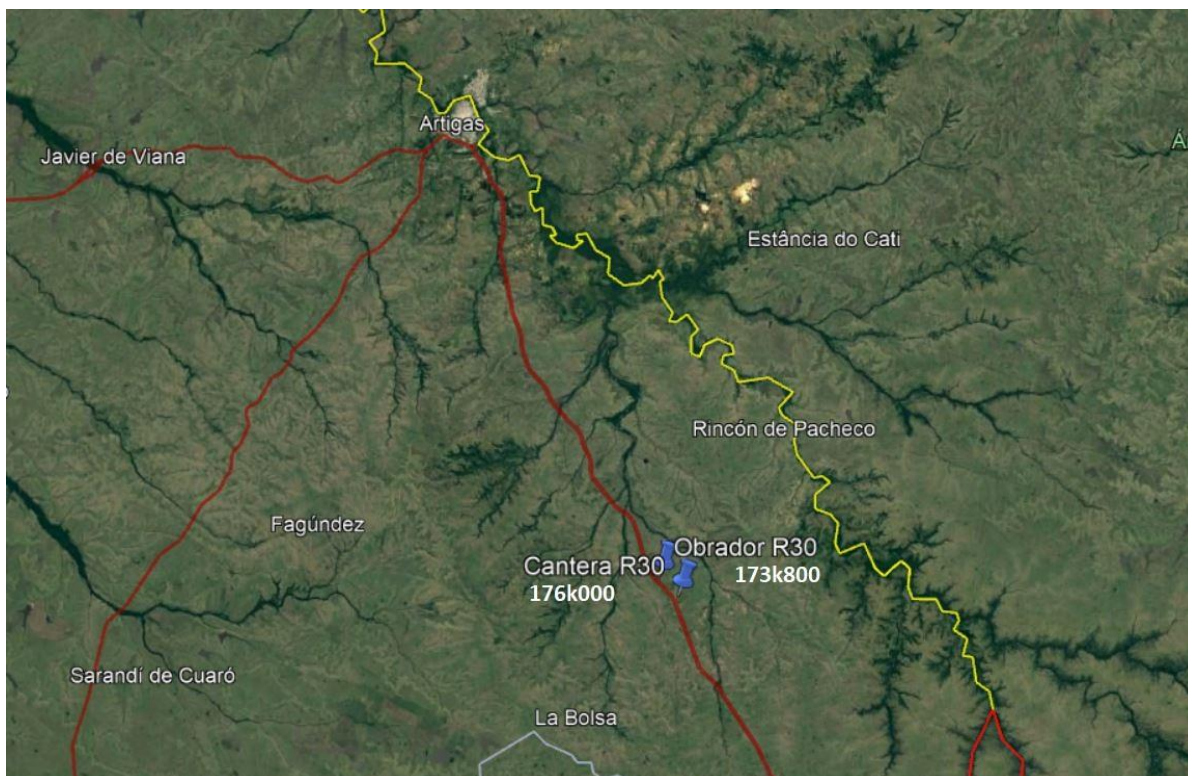 Artigas
Javier de Viana
Estância do Cati
Rincón de Pacheco
Fagúndez
Obrador R30
Cantera R30
173k800
176k000
Sarandí de Cuaró
La Bolsa